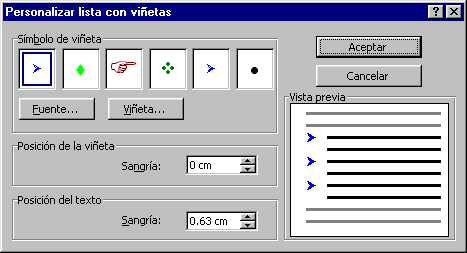 Personalizar lista con viñetas
Símbolo de viñeta
Fuente...
Viñeta...
Posición de la viñeta
Sangría:
0 cm
Posición del texto
Sangría:
0.63 cm
Aceptar
Cancelar
Vista previa